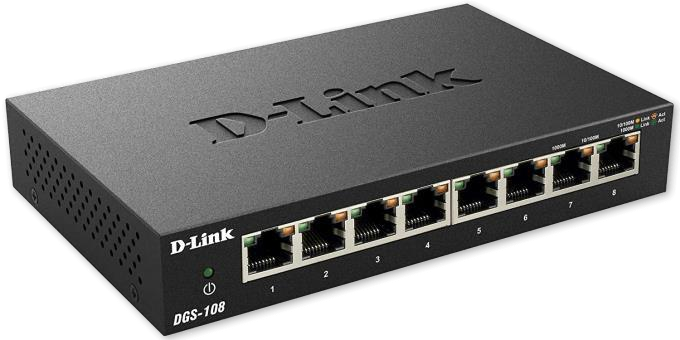 D-Link
10/100M Link Act
1000M Link Act
1000M 10/100M
D-Link
1 2 3 4 5 6 7 8
DGS-108